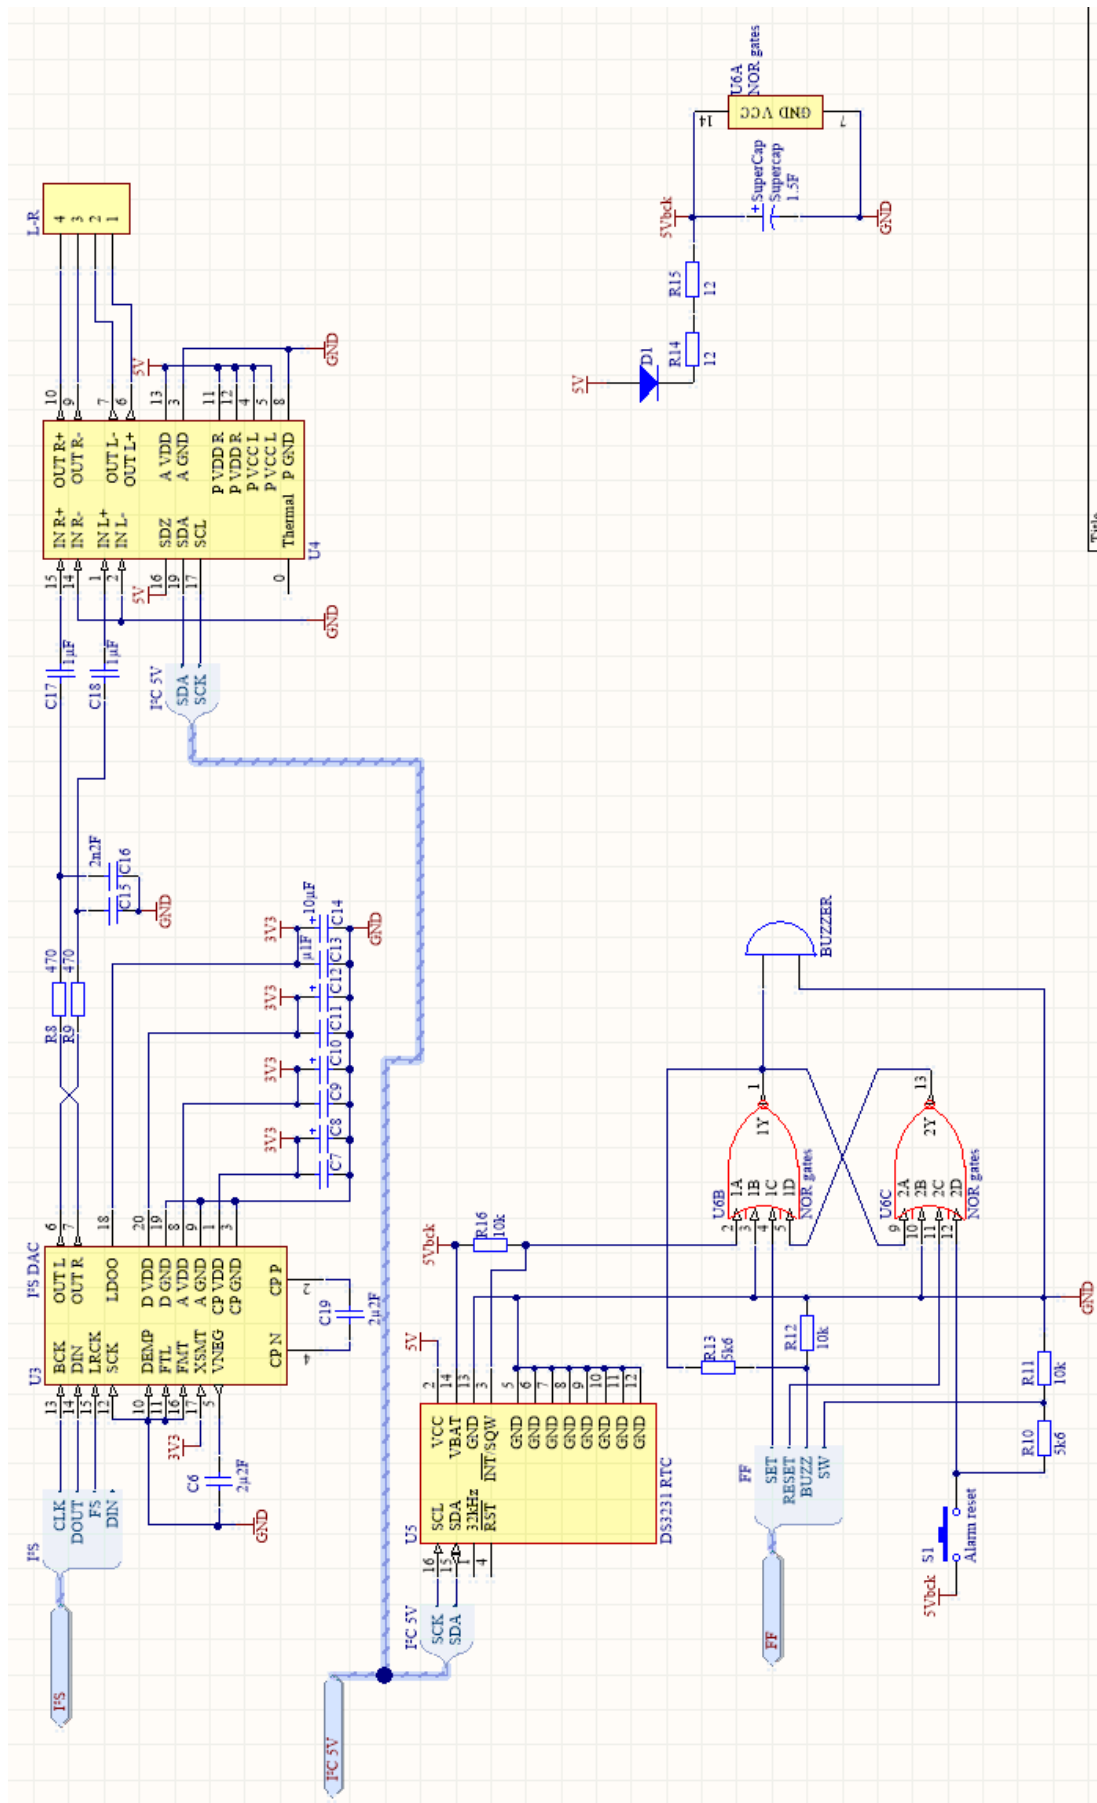 I²S
I²S
CLK
DOUT
FS
DIN
13
14
15
12
10
11
16
17
5
3V3
C6
2µ2F
GND
U3
I²S DAC
BCK
DIN
LRCK
SCK
DEMP
FTL
FMT
XSMT
VNEG
OUT L
OUT R
LDOO
D VDD
D GND
A VDD
A GND
CP VDD
CP GND
CP N
CP P
6
7
18
20
19
8
9
1
3
4
2
C19
2µ2F
R8
470
R9
470
C15
C16
2n2F
GND
3V3
3V3
3V3
3V3
C7
+
C8
C9
+
C10
C11
+
C12
C13
µ1F
+10µF
C14
GND
C17
1µF
C18
1µF
I²C 5V
SDA
SCK
15
14
1
2
16
19
17
0
5V
GND
U4
IN R+
IN R-
IN L+
IN L-
SDZ
SDA
SCL
Thermal
OUT R+
OUT R-
OUT L-
OUT L+
A VDD
A GND
P VDD R
P VDD R
P VCC L
P VCC L
P GND
10
9
7
6
13
3
11
12
4
5
8
5V
GND
L-R
4
3
2
1
I²C 5V
I²C 5V
SCK
SDA
16
15
1
4
U5
DS3231 RTC
SCL
SDA
32kHz
RST
VCC
VBAT
GND
INT/SQW
GND
GND
GND
GND
GND
GND
GND
GND
2
14
13
3
5
6
7
8
9
10
11
12
5V
5Vbck
R16
10k
FF
FF
SET
RESET
BUZZ
SW
R13
5k6
R12
10k
R11
10k
R10
5k6
GND
5Vbck
S1
Alarm reset
U6B
NOR gates
2
3
4
5
1A
1B
1C
1D
1Y
1
U6C
NOR gates
9
10
11
12
2A
2B
2C
2D
2Y
13
BUZZER
5V
D1
R14
12
R15
12
5Vbck
+
SuperCap
Supercap
1.5F
GND
U6A
NOR gates
14
GND VCC
7
Title